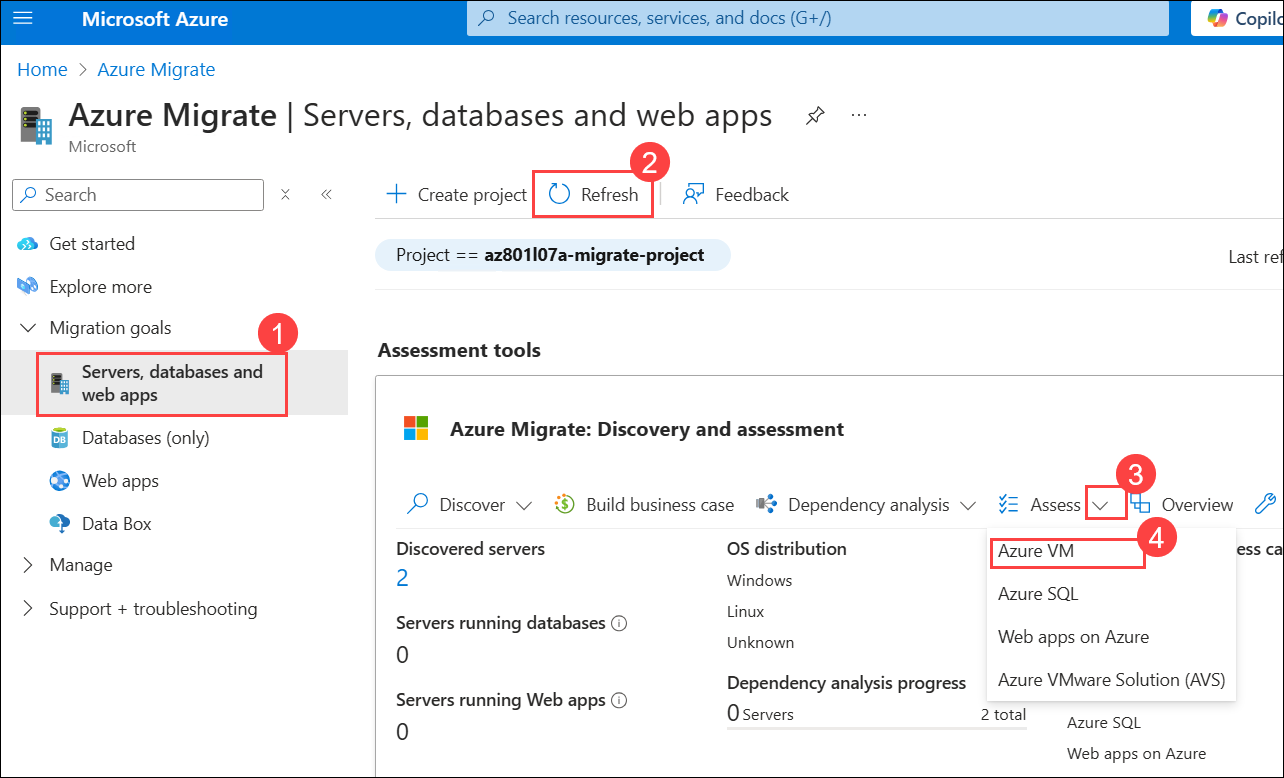 Microsoft Azure
Search resources, services, and docs (G+/)
Copilo
Home > Azure Migrate
Azure Migrate | Servers, databases and web apps
...
Microsoft
2
Search
Create project
Refresh
Feedback
Get started
Project == az801l07a-migrate-project
Last ref
Explore more
Migration goals
1
Servers, databases and
web apps
Assessment tools
Databases (only)
Azure Migrate: Discovery and assessment
Web apps
3
Discover
Build business case
Dependency analysis
Assess
Overview
Data Box
4
Discovered servers
OS distribution
Azure VM
ess ca
Manage
2
Windows
Azure SQL
Support + troubleshooting
Linux
Servers running databases
Unknown
Web apps on Azure
0
Dependency analysis progress
Azure VMware Solution (AVS)
Servers running Web apps
0 Servers
2 total
Azure SQL
0
Web apps on Azure